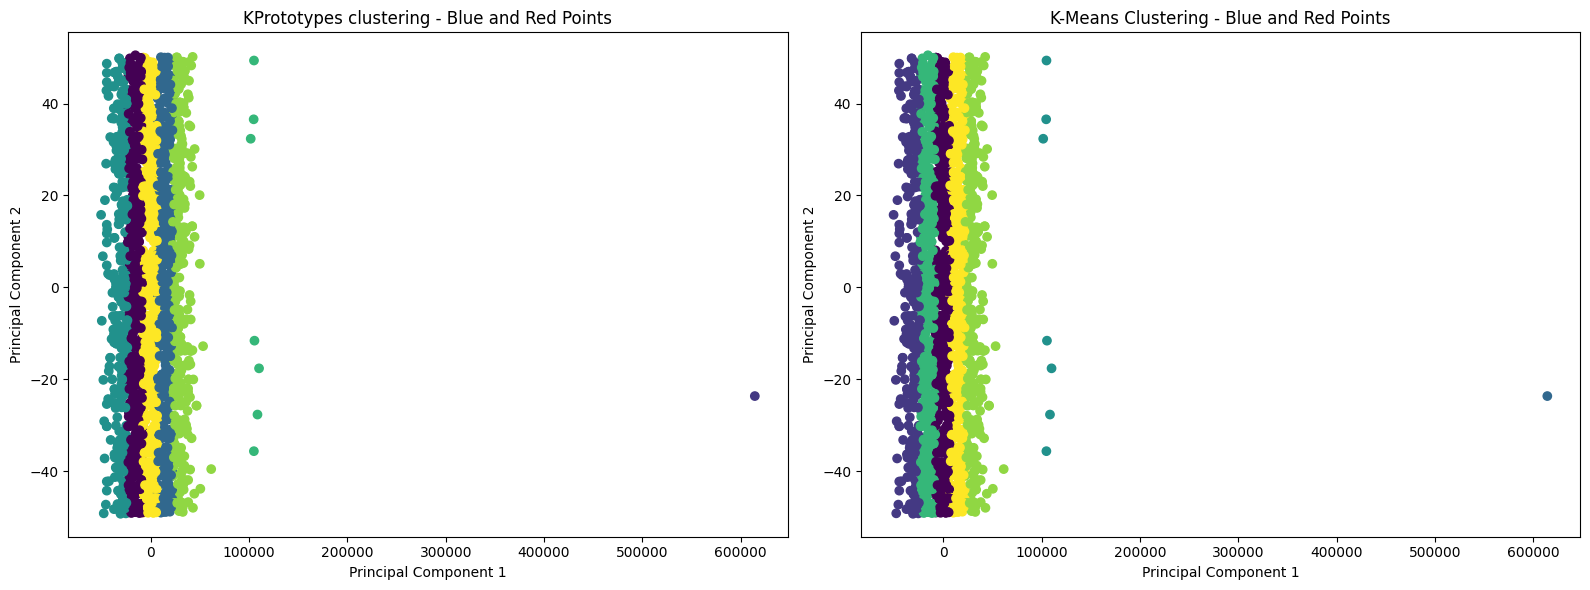 KPrototypes clustering - Blue and Red Points
40
20
0
−20
−40
Principal Component 2
0 100000 200000 300000 400000 500000 600000
Principal Component 1
K-Means Clustering - Blue and Red Points
40
20
0
−20
−40
Principal Component 2
0 100000 200000 300000 400000 500000 600000
Principal Component 1